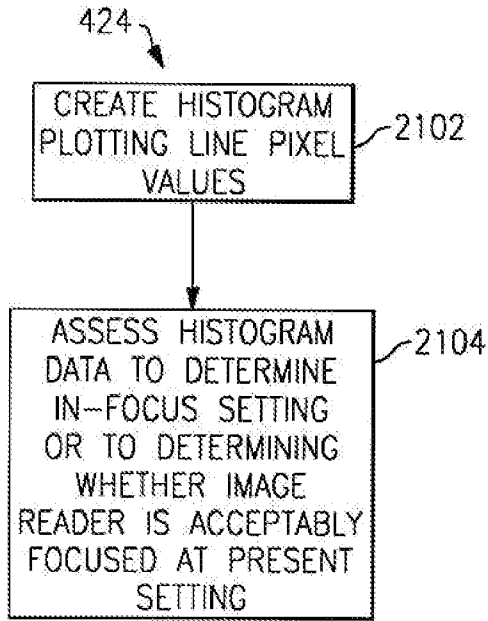 424
CREATE HISTOGRAM
PLOTTING LINE PIXEL
VALUES
2102
ASSESS HISTOGRAM
DATA TO DETERMINE
IN-FOCUS SETTING
OR TO DETERMINING
WHETHER IMAGE
READER IS ACCEPTABLY
FOCUSED AT PRESENT
SETTING
2104